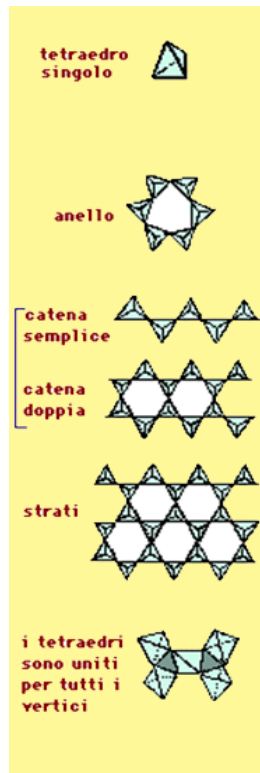 tetraedro
singolo
anello
catena
semplice
catena
doppia
strati
i tetraedri
sono uniti
per tutti i
vertici